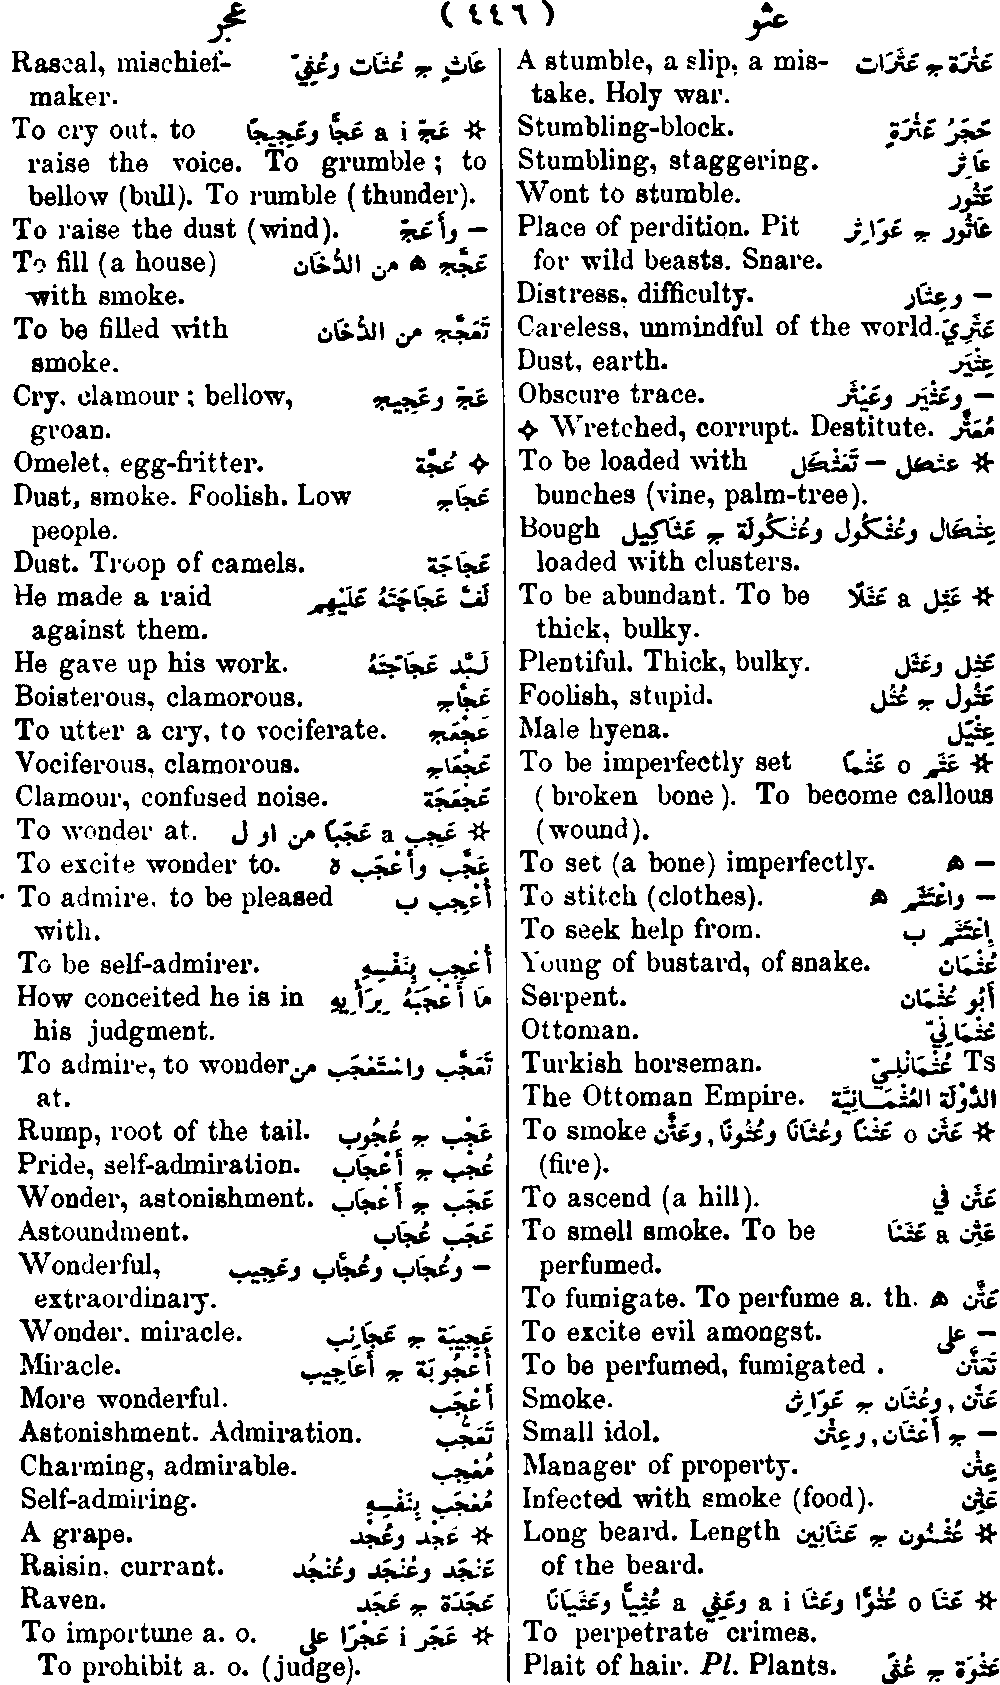 عثو (٤٤٦) عجر
A stumble, a slip, a mis- عَثْرَة ج عَثَرَات
take. Holy war.
Stumbling-block. حَجَرُ عَثْرَةٍ
Stumbling, staggering. عَاثِر
Wont to stumble. عَثُور
Place of perdition. Pit عَاثُور ج عَوَاثِر
for wild beasts. Snare.
Distress, difficulty. – وعِثَار
Careless, unmindful of the world. عَثَرِيّ
Dust, earth. عِثْيَر
Obscure trace. – وعَثْيَر وعَيْثَر
✧ Wretched, corrupt. Destitute. مُعَثَّر
To be loaded with ✡ عثكل – تَعَثْكَل
bunches (vine, palm-tree).
Bough عِثْكَال وعُثْكُول وعُثْكُولَة ج عَثَاكِيل
loaded with clusters.
To be abundant. To be ✡ عَثِل a عَثَلًا
thick, bulky.
Plentiful. Thick, bulky. عَثِل وعَثَل
Foolish, stupid. عَثُول ج عُثُل
Male hyena. عِثْيَل
To be imperfectly set ✡ عَثَم o عَثْمًا
(broken bone). To become callous
(wound).
To set (a bone) imperfectly. – ه
To stitch (clothes). – واعْتَثَم ه
To seek help from. إِعْتَثَم ب
Young of bustard, of snake. عُثْمَان
Serpent. أَبُو عُثْمَان
Ottoman. عُثْمَانِيّ
Turkish horseman. Ts عُثْمَانْلِيّ
The Ottoman Empire. الدَّوْلَة العُثْمَانِيَّة
To smoke ✡ عَثَن o عَثْنًا وعُثَانًا وعُثُونًا, وعَثَّن
(fire).
To ascend (a hill). عَثَن في
To smell smoke. To be عَثِن a عَثَنًا
perfumed.
To fumigate. To perfume a. th. عَثَّن ه
To excite evil amongst. – على
To be perfumed, fumigated . تَعَثَّن
Smoke. عَثَن, وعُثَان ج عَوَاثِن
Small idol. – ج أَعْثَان, وعِثْن
Manager of property. عِثْن
Infected with smoke (food). عَثِن
Long beard. Length ✡ عُثْنُون ج عَثَانِين
of the beard.
✡ عَثَا o عُثُوًّا وعَثَا a i وعَثِي a عُثِيًّا وعَثَيَانًا
To perpetrate crimes.
Plait of hair. Pl. Plants. عَثْوَة ج عُثًى
Rascal, mischief- عَاثٍ ج عُثَات وعُثِيّ
maker.
To cry out. to ✡ عَجّ a i عَجًّا وعَجِيجًا
raise the voice. To grumble ; to
bellow (bull). To rumble (thunder).
To raise the dust (wind). – وأَعَجّ
To fill (a house) عَجَّج ه من الدُّخَان
with smoke.
To be filled with تَعَجَّج من الدُّخَان
smoke.
Cry. clamour ; bellow, عَجّ وعَجِيج
groan.
Omelet, egg-fritter. ✧ عُجَّة
Dust, smoke. Foolish. Low عَجَاج
people.
Dust. Troop of camels. عَجَاجَة
He made a raid لَفَّ عَجَاجَتَهُ عَلَيْهِم
against them.
He gave up his work. لَبَّد عَجَاجَتَهُ
Boisterous, clamorous. عَجَّاج
To utter a cry, to vociferate. عَجْعَج
Vociferous, clamorous. عَجْعَاج
Clamour, confused noise. عَجْعَجَة
To wonder at. ✡ عَجِب a عَجَبًا من او ل
To excite wonder to. عَجَّب وأَعْجَب ه
To admire. to be pleased أُعْجِب ب
with.
To be self-admirer. أُعْجِب بِنَفْسِهِ
How conceited he is in مَا أَعْجَبَهُ بِرَأْيِهِ
his judgment.
To admire, to wonder تَعَجَّب واسْتَعْجَب من
at.
Rump, root of the tail. عَجْب ج عُجُوب
Pride, self-admiration. عُجْب ج أَعْجَاب
Wonder, astonishment. عَجَب ج أَعْجَاب
Astoundment. عَجَب عُجَاب
Wonderful, – وعُجَاب وعُجَّاب وعَجِيب
extraordinary.
Wonder. miracle. عَجِيبَة ج عَجَائِب
Miracle. أُعْجُوبَة ج أَعَاجِيب
More wonderful. أَعْجَب
Astonishment. Admiration. تَعَجُّب
Charming, admirable. مُعْجِب
Self-admiring. مُعْجَب بِنَفْسِهِ
A grape. ✡ عَجْد وعُجْد
Raisin. currant. عَنْجَد وعُنْجَد وعُنْجُد
Raven. عَجَدَة ج عَجَد
To importune a. o. ✡ عَجَر i عَجْرًا على
To prohibit a. o. (judge).